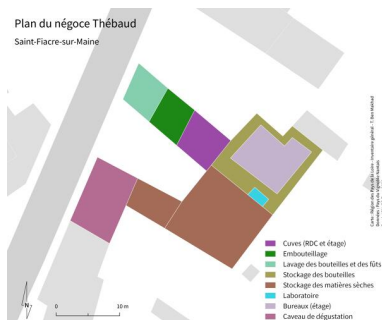 Plan du négoce Thébaud
Saint-Fiacre-sur-Maine
Cuves (RDC et étage)
Embouteillage
Lavage des bouteilles et des fûts
Stockage des bouteilles
Stockage des matières sèches
Laboratoire
Bureaux (étage)
Caveau de dégustation
N
0 10 m